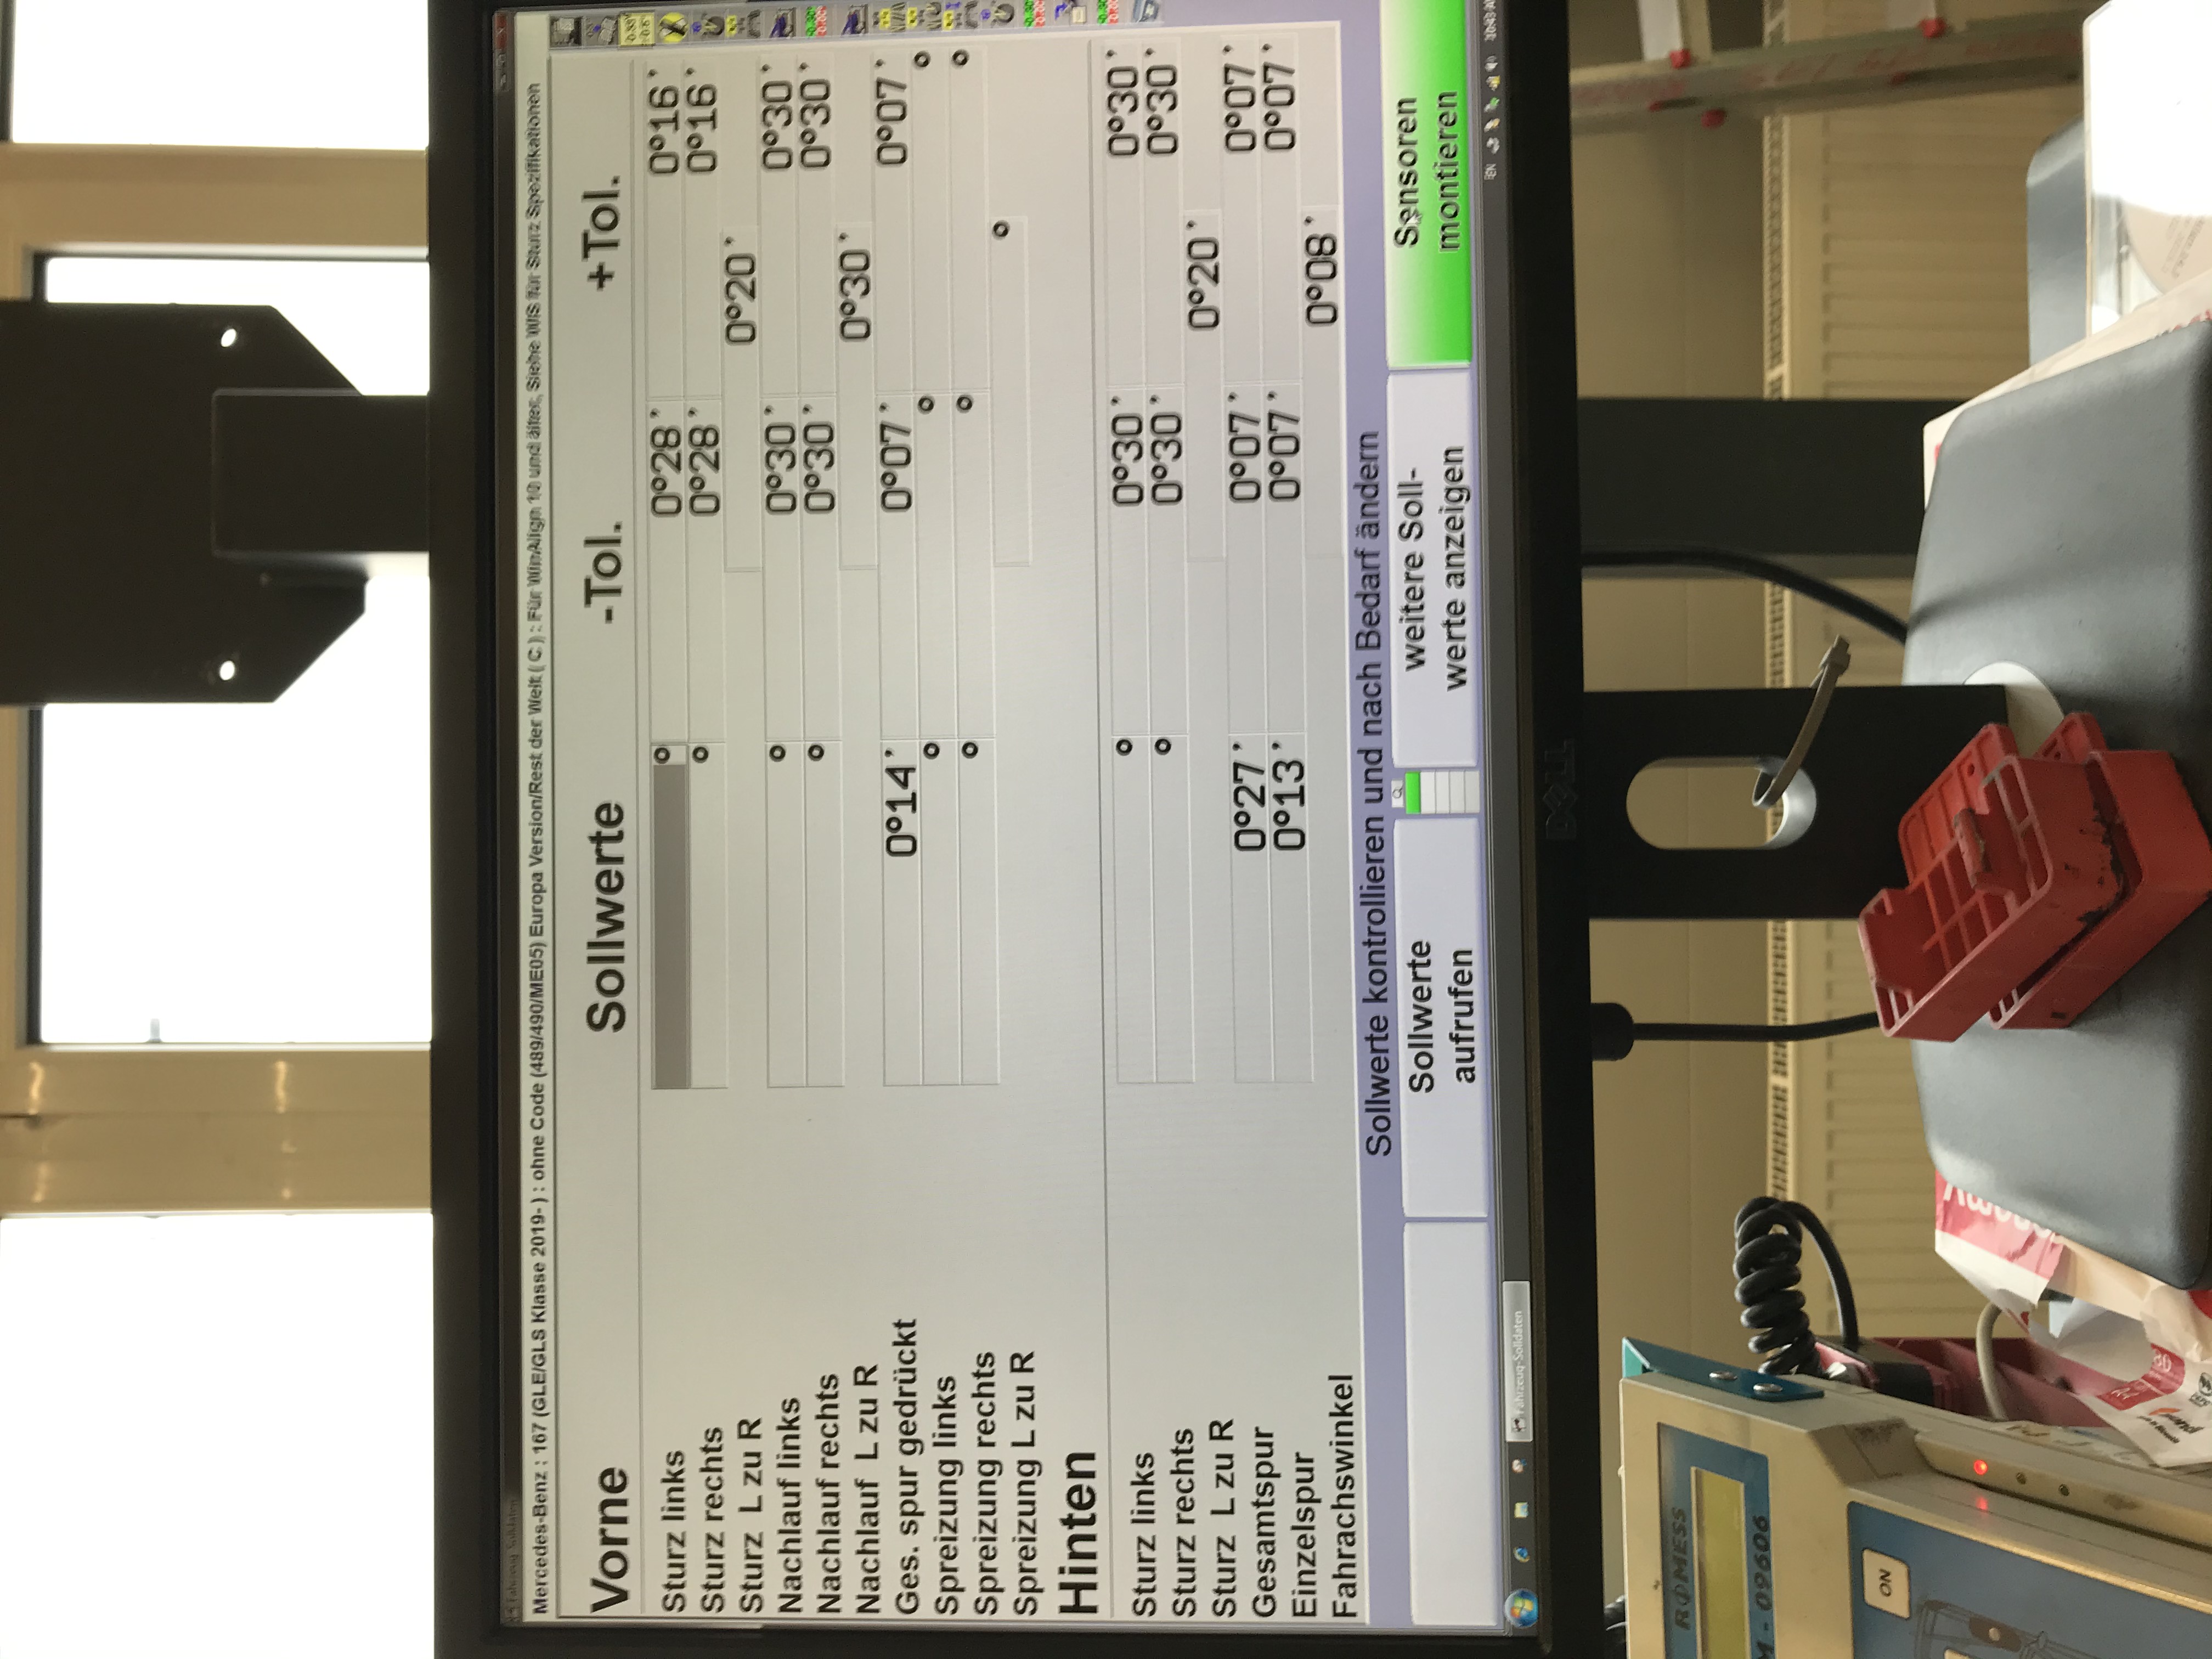 Fahrzeug-Solldaten
Mercedes-Benz : 167 (GLE/GLS Klasse 2019- ) : ohne Code (489/490/ME05) Europa Version/Rest der Welt ( C ) : Für WinAlign 10 und älter, Siehe WIS für Sturz Spezifikationen
Vorne Sollwerte -Tol. +Tol.
Sturz links ° 0°28' 0°16'
Sturz rechts ° 0°28' 0°16'
Sturz L zu R 0°20'
Nachlauf links ° 0°30' 0°30'
Nachlauf rechts ° 0°30' 0°30'
Nachlauf L zu R 0°30'
Ges. spur gedrückt 0°14' 0°07' 0°07'
Spreizung links ° ° °
Spreizung rechts ° ° °
Spreizung L zu R °
Hinten
Sturz links ° 0°30' 0°30'
Sturz rechts ° 0°30' 0°30'
Sturz L zu R 0°20'
Gesamtspur 0°27' 0°07' 0°07'
Einzelspur 0°13' 0°07' 0°07'
Fahrachswinkel 0°08'
Sollwerte kontrollieren und nach Bedarf ändern
Sollwerte aufrufen
weitere Soll-
werte anzeigen
Sensoren
montieren
Fahrzeug-Solldaten
EN
DELL
ROMESS
M - 09606
ON